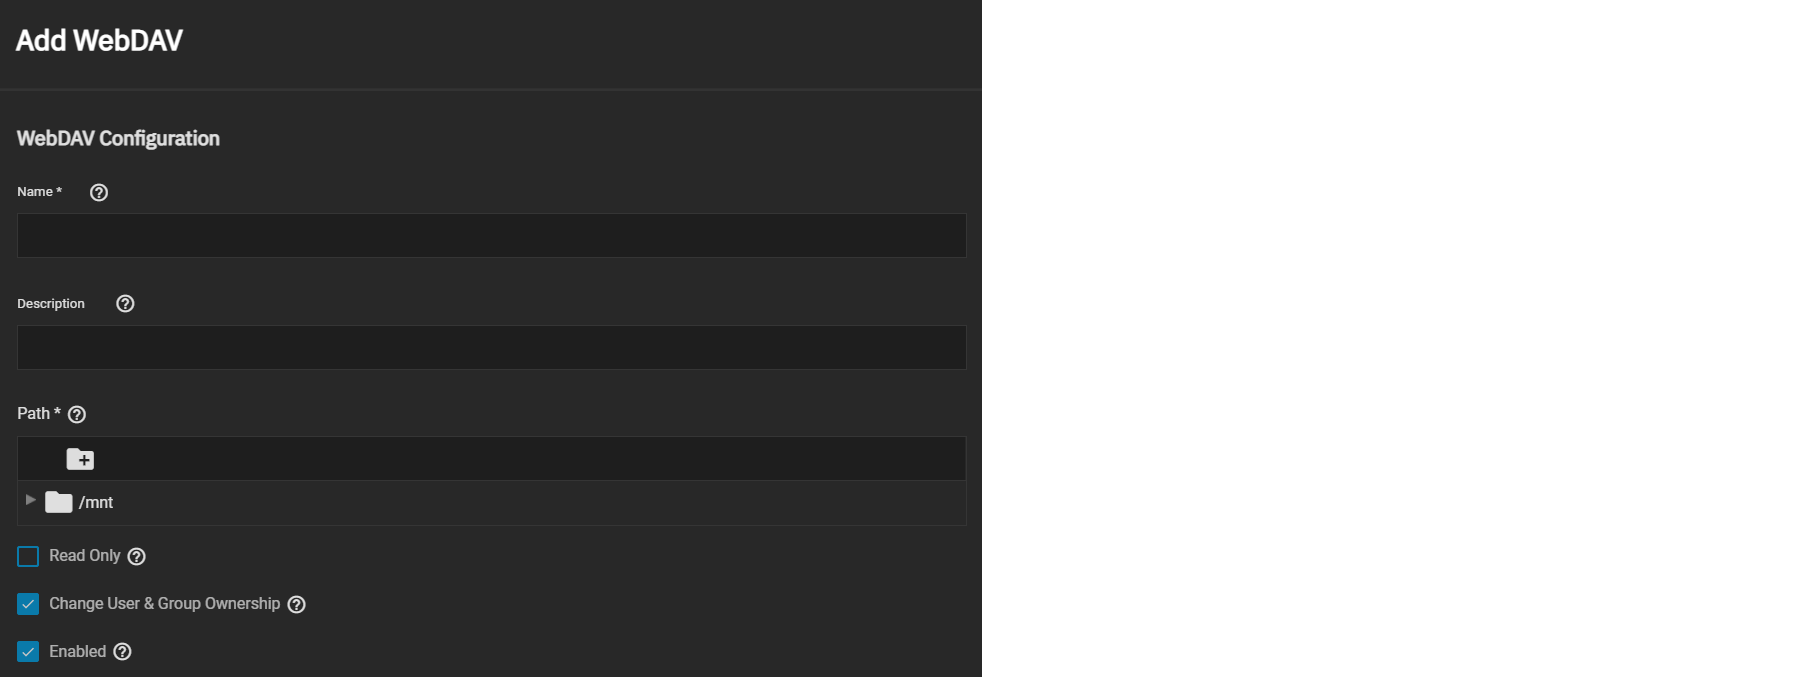 Add WebDAV
WebDAV Configuration
Name *
Description
Path *
/mnt
Read Only
Change User & Group Ownership
Enabled